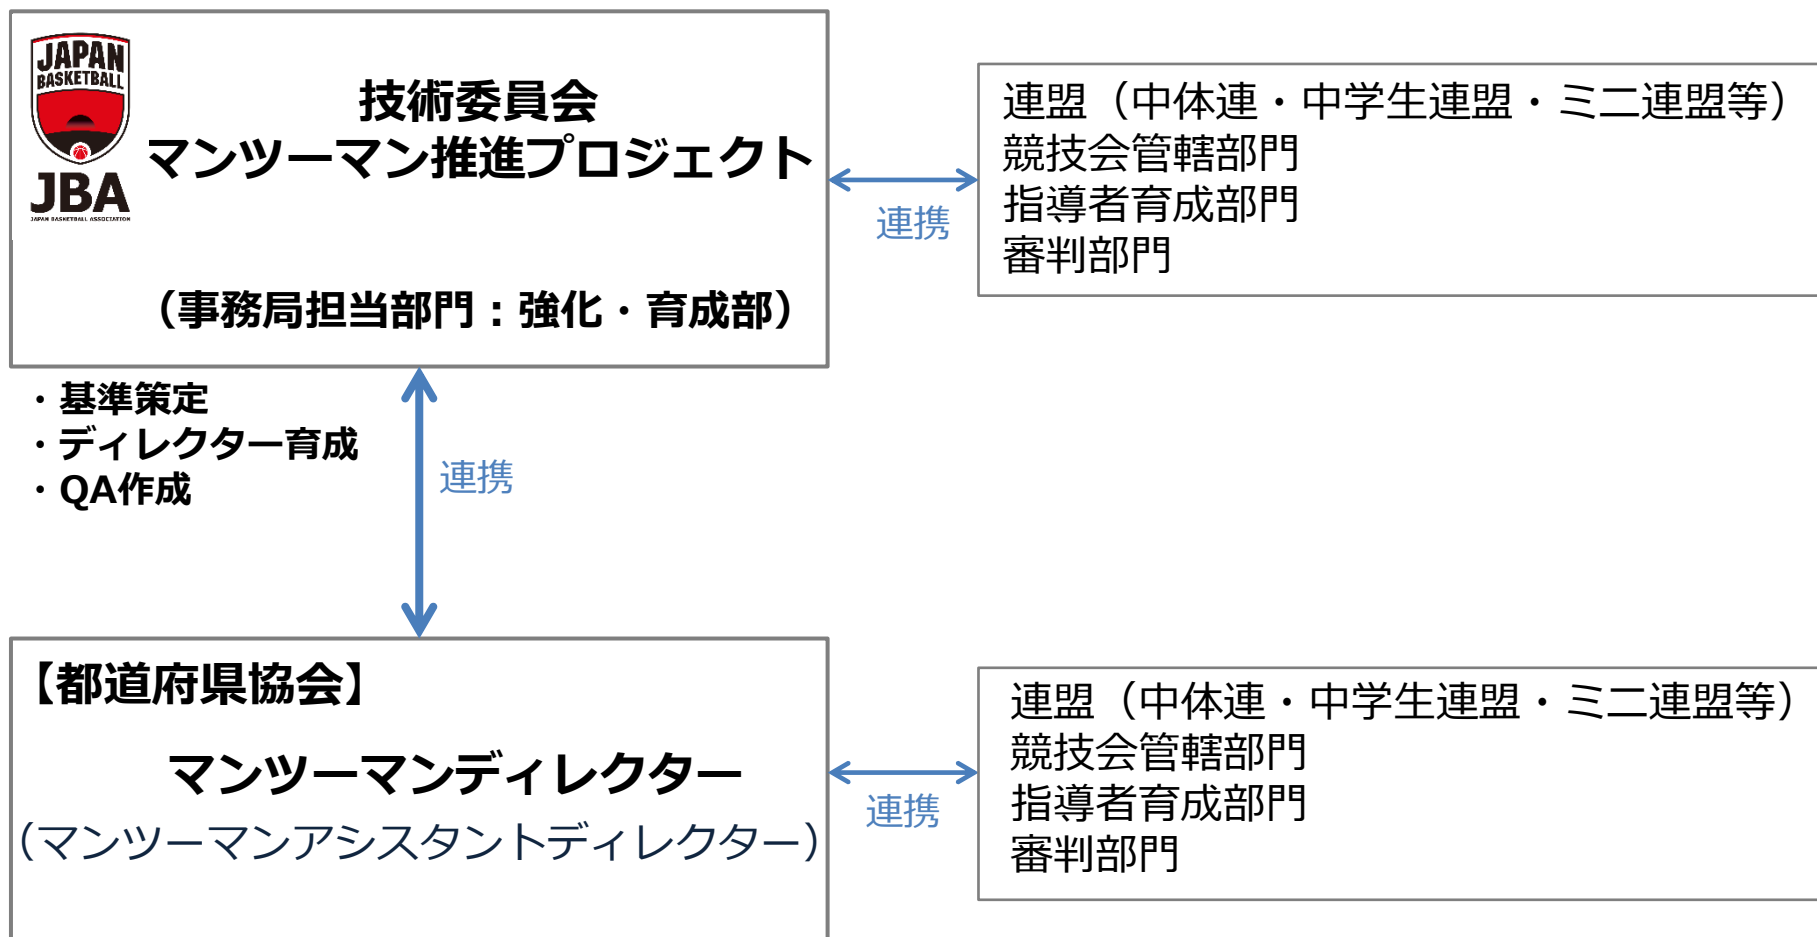 JAPAN
BASKETBALL
JBA
JAPAN BASKETBALL ASSOCIATION
技術委員会
マンツーマン推進プロジェクト
（事務局担当部門：強化・育成部）
連携
連盟（中体連・中学生連盟・ミニ連盟等）
競技会管轄部門
指導者育成部門
審判部門
・基準策定
・ディレクター育成
・QA作成
連携
【都道府県協会】
マンツーマンディレクター
（マンツーマンアシスタントディレクター）
連携
連盟（中体連・中学生連盟・ミニ連盟等）
競技会管轄部門
指導者育成部門
審判部門